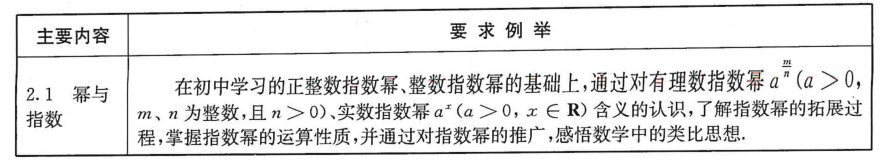 主要内容 要求例举
2.1 幂与
指数
在初中学习的正整数指数幂、整数指数幂的基础上,通过对有理数指数幂 a^{\frac{m}{n}} (a > 0,
m、n 为整数,且 n > 0)、实数指数幂 a^x (a > 0, x ∈ R) 含义的认识,了解指数幂的拓展过
程,掌握指数幂的运算性质,并通过对指数幂的推广,感悟数学中的类比思想.